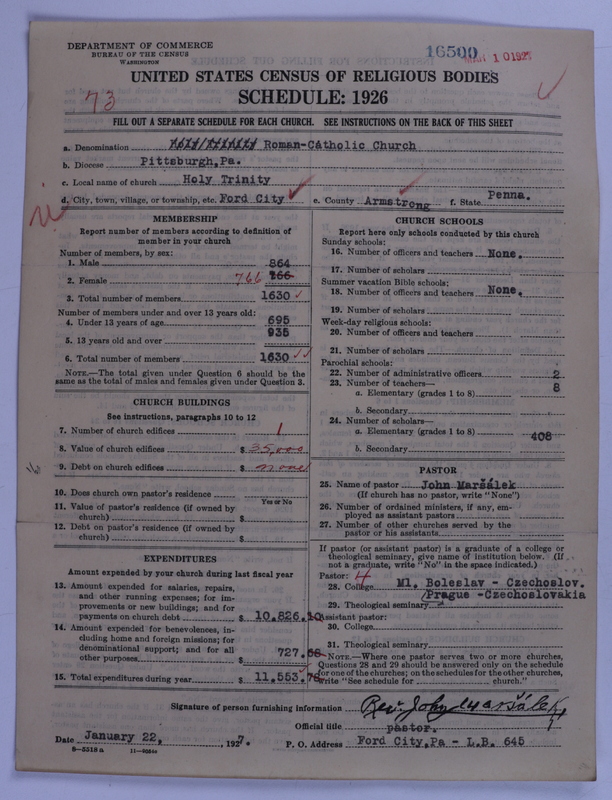 DEPARTMENT OF COMMERCE
BUREAU OF THE CENSUS
WASHINGTON
16500
10 192
UNITED STATES CENSUS OF RELIGIOUS BODIES
SCHEDULE: 1926
73
FILL OUT A SEPARATE SCHEDULE FOR EACH CHURCH. SEE INSTRUCTIONS ON THE BACK OF THIS SHEET
a. Denomination Roman-Catholic Church
b. Diocese Pittsburgh,Pa.
c. Local name of church Holy Trinity
d. City, town, village, or township, etc. Ford City e. County Armstrong f. State Penna.
MEMBERSHIP
Report number of members according to definition of
member in your church
Number of members, by sex:
1. Male 864
2. Female 766 766
3. Total number of members 1630
Number of members under and over 13 years old:
4. Under 13 years of age 695
5. 13 years old and over 935
6. Total number of members 1630
NOTE.—The total given under Question 6 should be
same as the total of males and females given under Question 3.
CHURCH BUILDINGS
See instructions, paragraphs 10 to 12
7. Number of church edifices 1
8. Value of church edifices $ 35,000
9. Debt on church edifices $ none
10. Does church own pastor's residence
Yes or No
11. Value of pastor's residence (if owned by
church) $
12. Debt on pastor's residence (if owned by
church) $
EXPENDITURES
Amount expended by your church during last fiscal year
13. Amount expended for salaries, repairs,
and other running expenses; for im-
provements or new buildings; and for
payments on church debt $ 10,826.10
14. Amount expended for benevolences, in-
cluding home and foreign missions; for
denominational support; and for all
other purposes 727.68
15. Total expenditures during year $ 11,553.78
CHURCH SCHOOLS
Report here only schools conducted by this church
Sunday schools:
16. Number of officers and teachers None.
17. Number of scholars
Summer vacation Bible schools:
18. Number of officers and teachers None.
19. Number of scholars
Week-day religious schools:
20. Number of officers and teachers
21. Number of scholars
Parochial schools:
22. Number of administrative officers 2
23. Number of teachers—
a. Elementary (grades 1 to 8) 8
b. Secondary
24. Number of scholars—
a. Elementary (grades 1 to 8) 408
b. Secondary
PASTOR
25. Name of pastor John Maršálek
(If church has no pastor, write "None")
26. Number of ordained ministers, if any, em-
ployed as assistant pastors
27. Number of other churches served by the
pastor or his assistants
If pastor (or assistant pastor) is a graduate of a college or
theological seminary, give name of institution below. (If
not a graduate, write "No" in the space indicated.)
Pastor: 4
28. College Ml. Boleslav - Czechoslov.
/Prague -Czechoslovakia
29. Theological seminary
Assistant pastor:
30. College
31. Theological seminary
NOTE.—Where one pastor serves two or more churches,
Questions 28 and 29 should be answered only on the schedule
for one of the churches; on the schedules for the other churches,
write "See schedule for church."
Signature of person furnishing information Rev. John Maršálek
Official title pastor.
Date January 22, 1927. P. O. Address Ford City,Pa - L.B. 645
8-5518 a